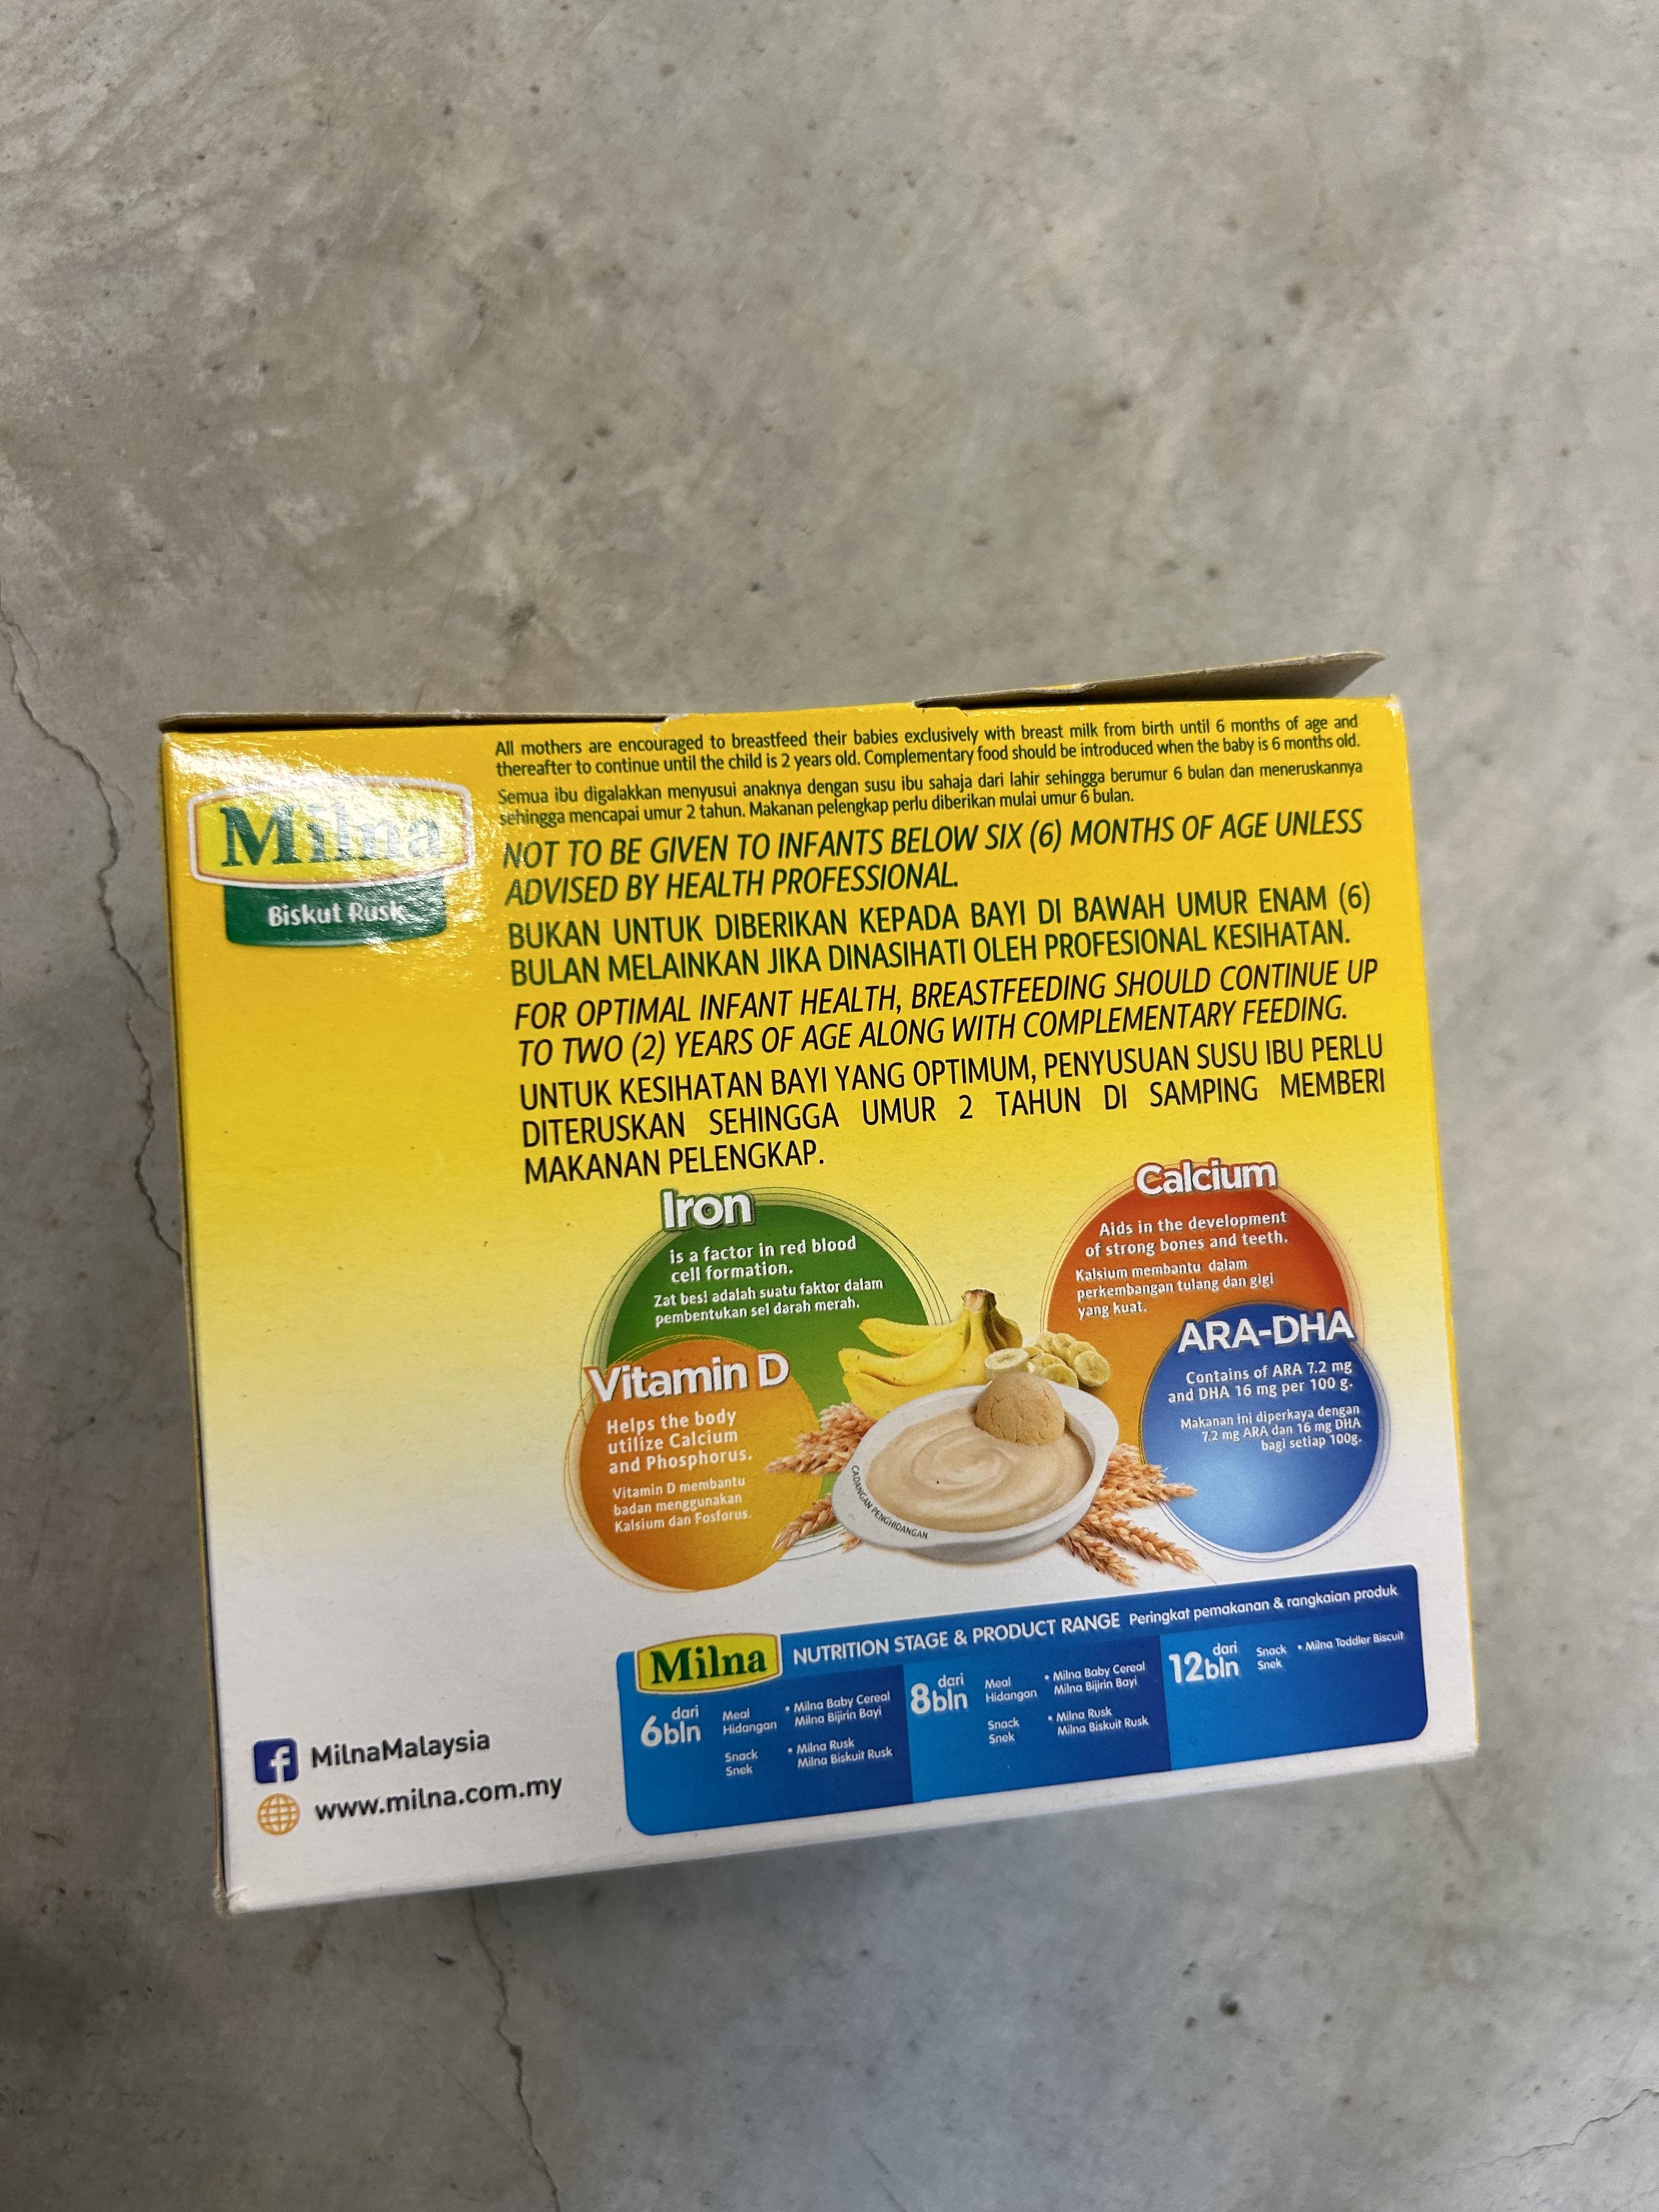 All mothers are encouraged to breastfeed their babies exclusively with breast milk from birth until 6 months of age and
thereafter to continue until the child is 2 years old. Complementary food should be introduced when the baby is 6 months old.
Semua ibu digalakkan menyusui anaknya dengan susu ibu sahaja dari lahir sehingga berumur 6 bulan dan meneruskannya
sehingga mencapai umur 2 tahun. Makanan pelengkap perlu diberikan mulai umur 6 bulan.
Milna
Biskut Rusk
NOT TO BE GIVEN TO INFANTS BELOW SIX (6) MONTHS OF AGE UNLESS
ADVISED BY HEALTH PROFESSIONAL.
BUKAN UNTUK DIBERIKAN KEPADA BAYI DI BAWAH UMUR ENAM (6)
BULAN MELAINKAN JIKA DINASIHATI OLEH PROFESIONAL KESIHATAN.
FOR OPTIMAL INFANT HEALTH, BREASTFEEDING SHOULD CONTINUE UP
TO TWO (2) YEARS OF AGE ALONG WITH COMPLEMENTARY FEEDING.
UNTUK KESIHATAN BAYI YANG OPTIMUM, PENYUSUAN SUSU IBU PERLU
DITERUSKAN SEHINGGA UMUR 2 TAHUN DI SAMPING MEMBERI
MAKANAN PELENGKAP.
Iron
is a factor in red blood
cell formation.
Zat besi adalah suatu faktor dalam
pembentukan sel darah merah.
Calcium
Aids in the development
of strong bones and teeth.
Kalsium membantu dalam
perkembangan tulang dan gigi
yang kuat.
Vitamin D
Helps the body
utilize Calcium
and Phosphorus.
Vitamin D membantu
badan menggunakan
Kalsium dan Fosforus.
ARA-DHA
Contains of ARA 7.2 mg
and DHA 16 mg per 100 g.
Makanan ini diperkaya dengan
7.2 mg ARA dan 16 mg DHA
bagi setiap 100g.
CADANGAN PENGHIDANGAN
Milna NUTRITION STAGE & PRODUCT RANGE Peringkat pemakanan & rangkaian produk
dari
6bln
Meal
Hidangan
• Milna Baby Cereal
Milna Bijirin Bayi
Snack
Snek
• Milna Rusk
Milna Biskuit Rusk
dari
8bln
Meal
Hidangan
• Milna Baby Cereal
Milna Bijirin Bayi
Snack
Snek
• Milna Rusk
Milna Biskuit Rusk
dari
12bln
Snack
Snek
• Milna Toddler Biscuit
f MilnaMalaysia
www.milna.com.my